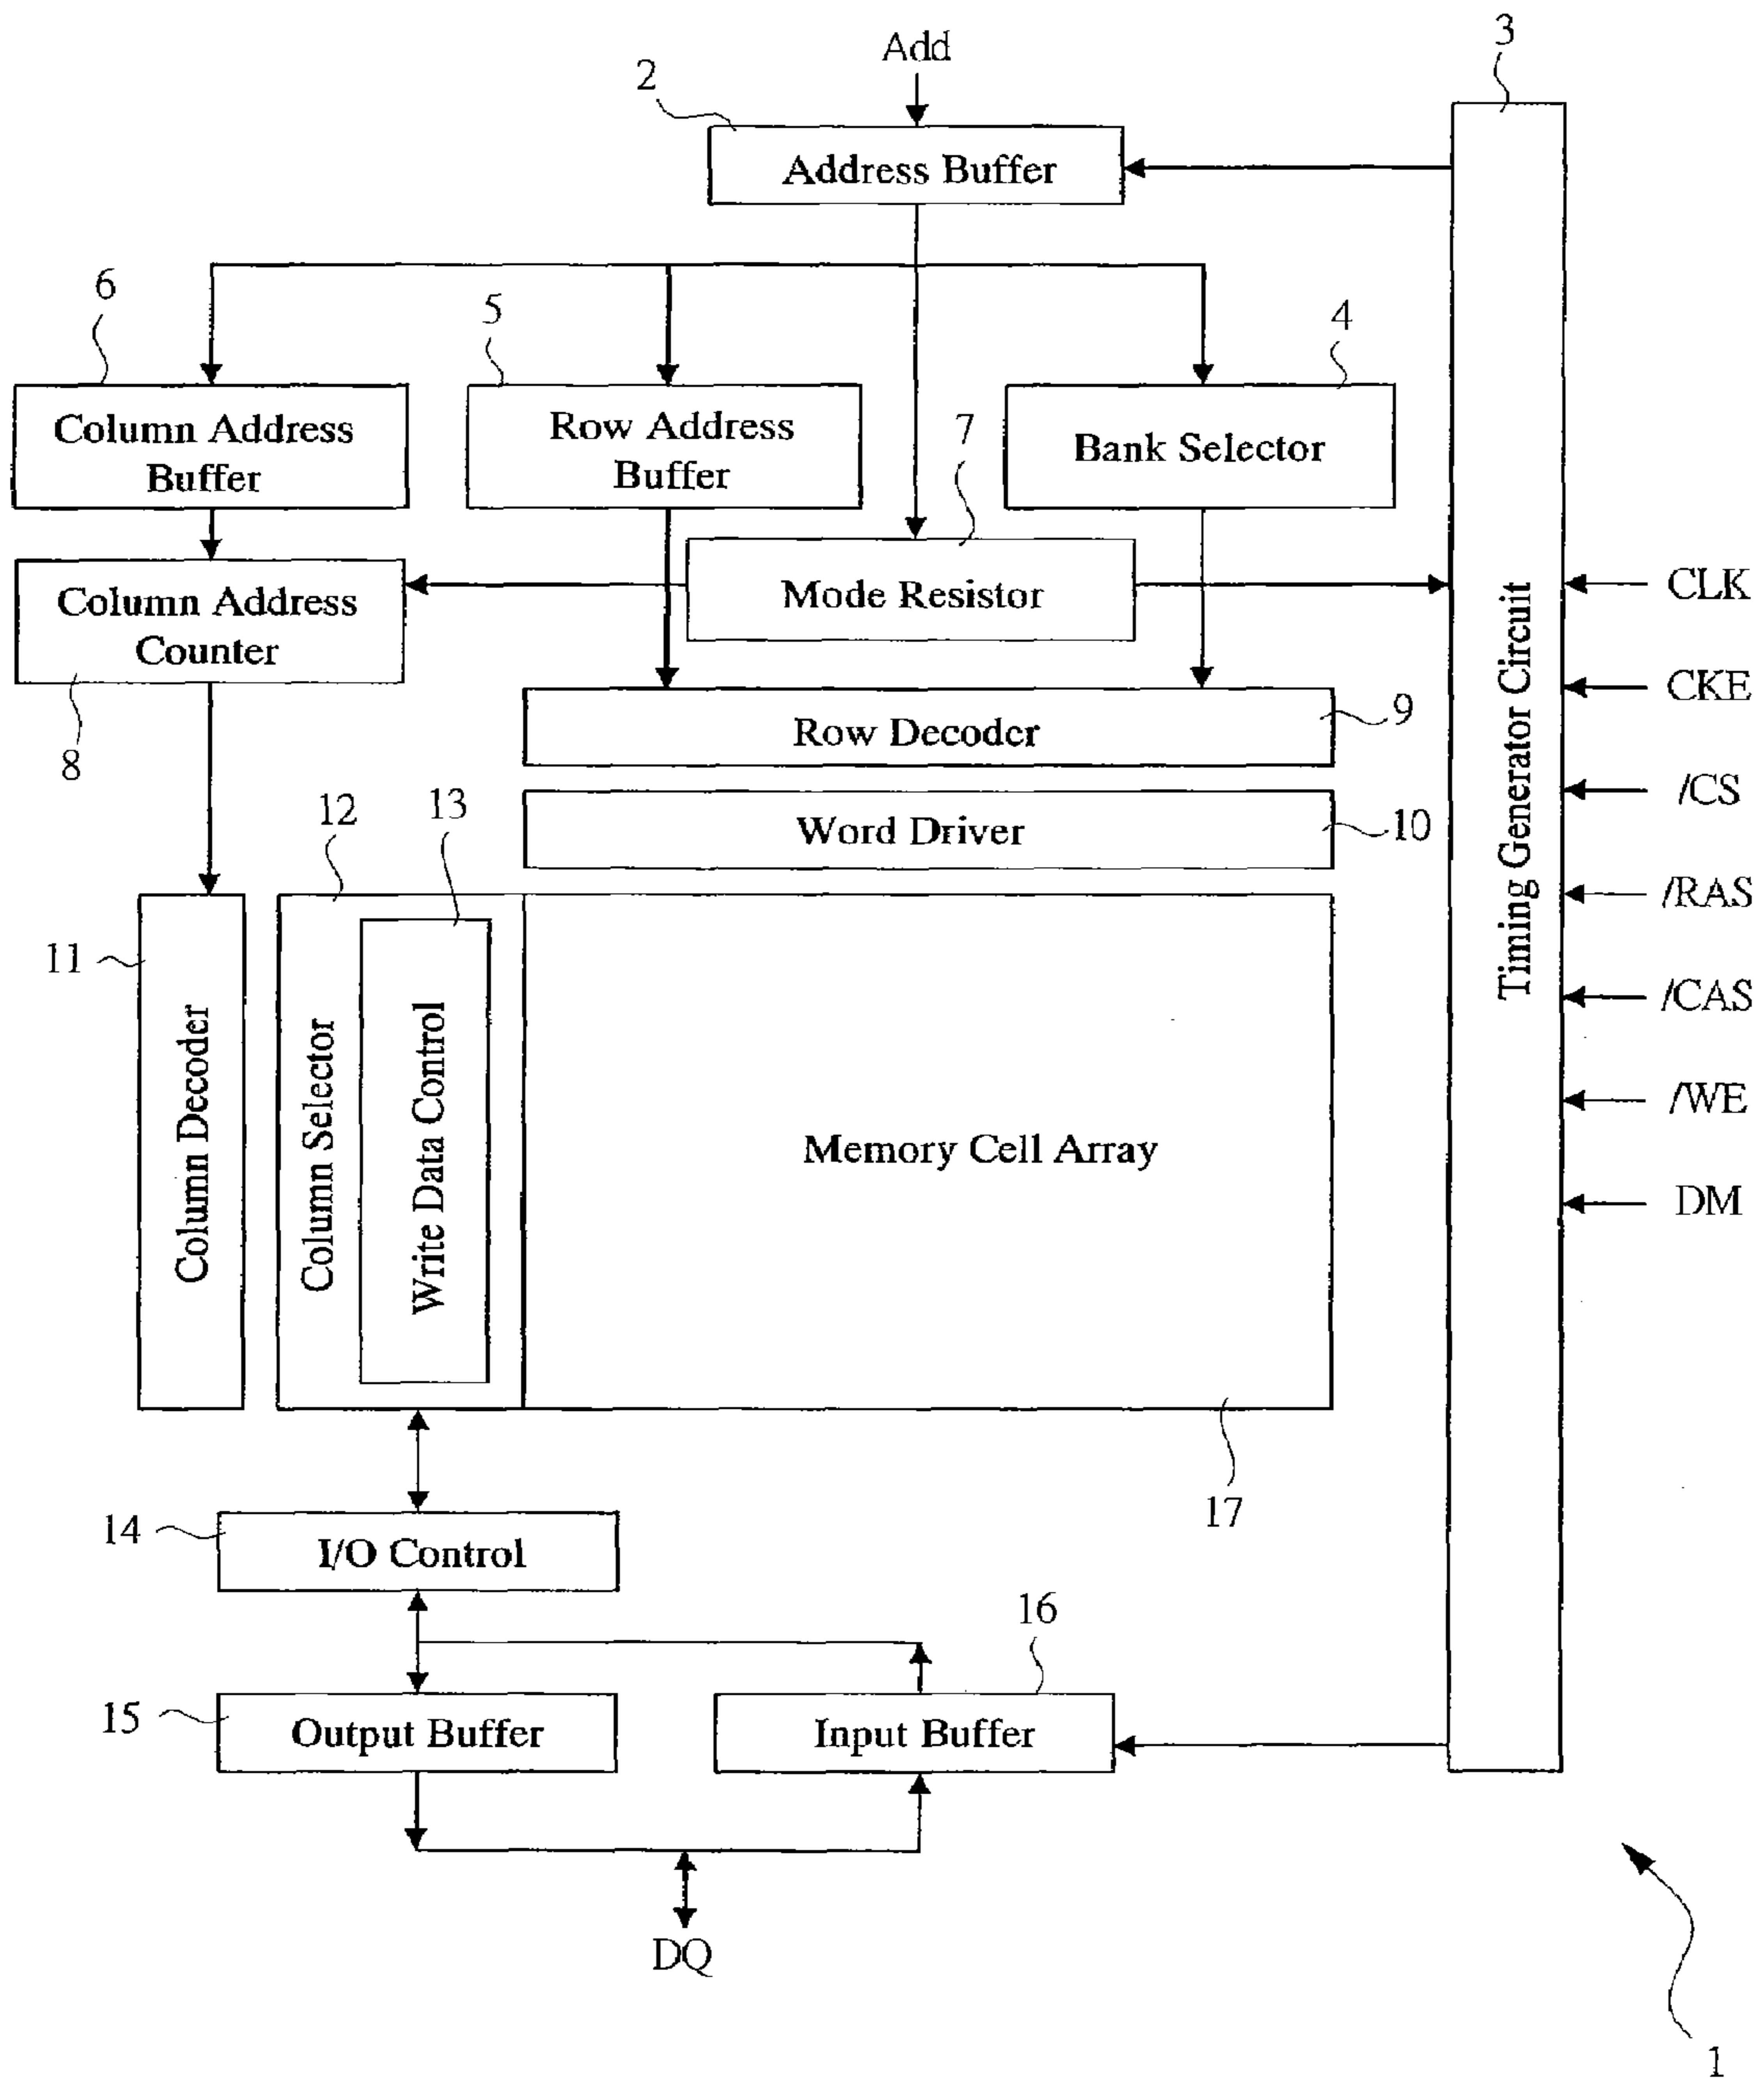 3
Add
2
Address Buffer
6
5
4
Column Address
Buffer
Row Address
Buffer
7
Bank Selector
Column Address
Counter
Mode Resistor
CLK
8
Row Decoder
9
CKE
Timing Generator Circuit
12
13
Word Driver
10
/CS
/RAS
11
Column Decoder
Column Selector
Write Data Control
Memory Cell Array
/CAS
/WE
DM
17
14
I/O Control
16
15
Output Buffer
Input Buffer
DQ
1